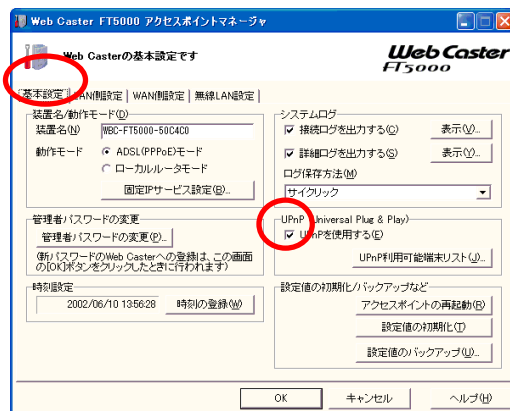 Web Caster FT5000 アクセスポイントマネージャ
Web Casterの基本設定です
Web Caster
FT5000
基本設定 LAN側設定 WAN側設定 無線LAN設定
装置名/動作モード(D)
装置名(N) WBC-FT5000-50C4C0
動作モード ADSL(PPPoE)モード
ローカルルータモード
固定IPサービス設定(B)...
管理者パスワードの変更
管理者パスワードの変更(P)...
(新パスワードのWeb Casterへの登録は、この画面
の[OK]ボタンをクリックしたときに行われます)
時刻設定
2002/06/10 13:56:28 時刻の登録(W)
システムログ
接続ログを出力する(C) 表示(V)...
詳細ログを出力する(S) 表示(Y)...
ログ保存方法(M)
サイクリック
UPnP (Universal Plug & Play)
UPnPを使用する(E)
UPnP利用可能端末リスト(J)...
設定値の初期化/バックアップなど
アクセスポイントの再起動(R)
設定値の初期化(T)
設定値のバックアップ(U)...
OK キャンセル ヘルプ(H)